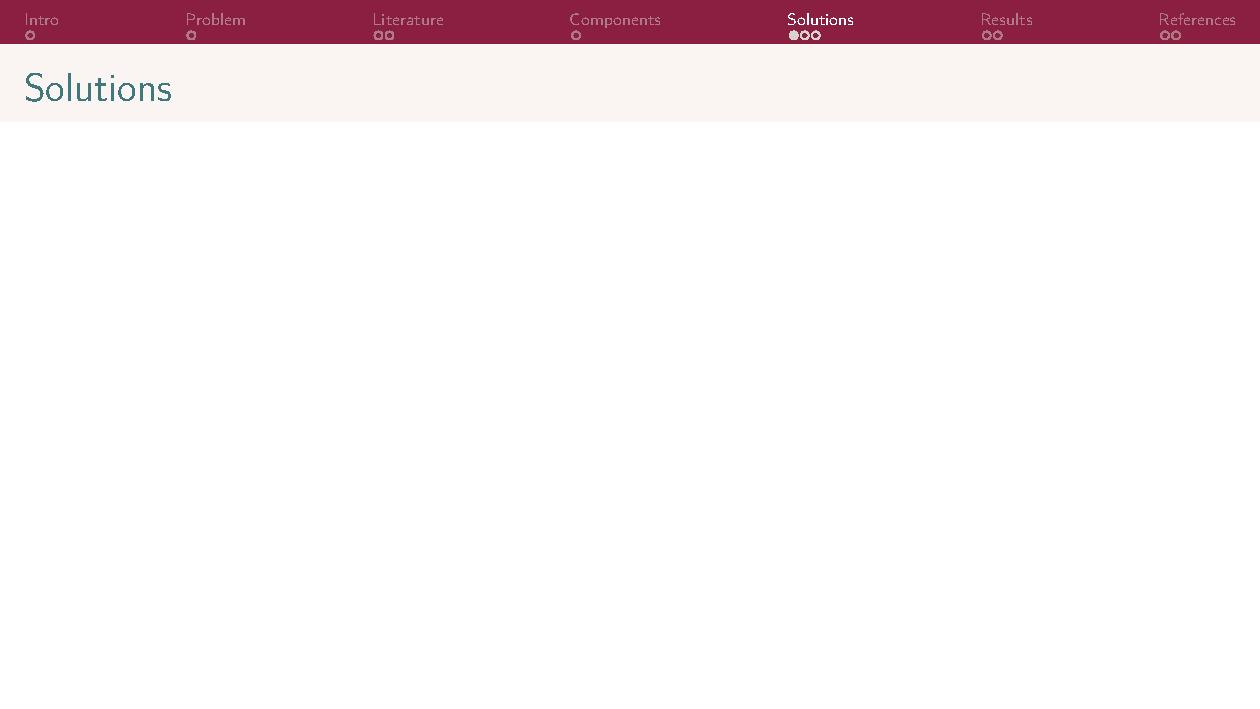 Intro Problem Literature Components Solutions Results References
Solutions